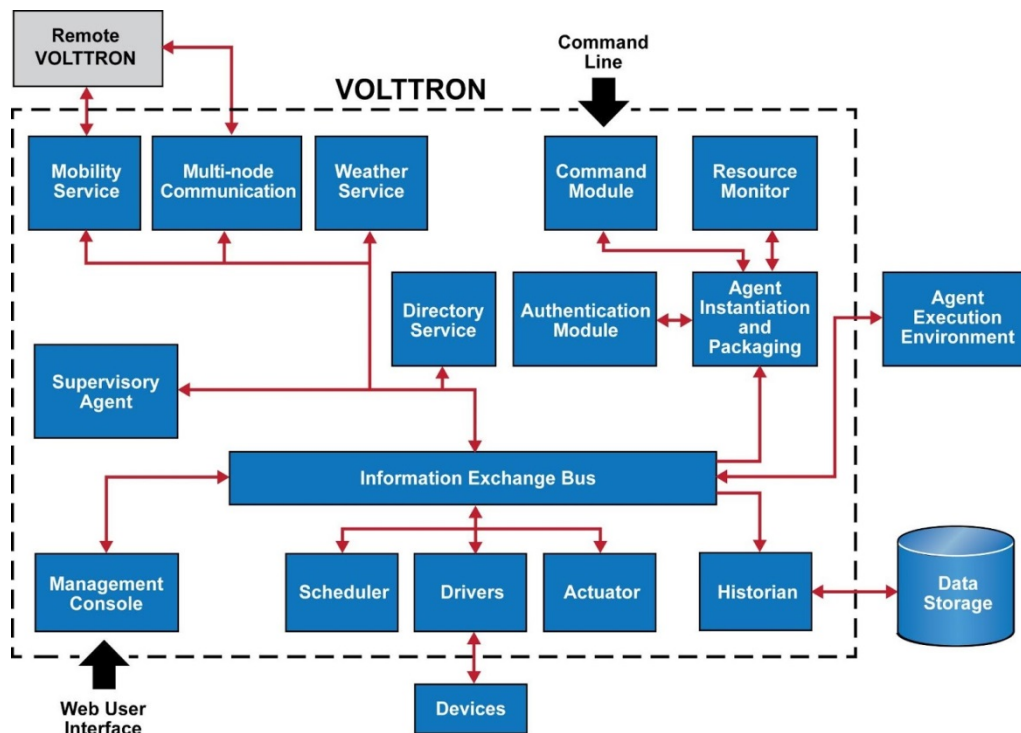 Remote
VOLTTRON
Command
Line
VOLTTRON
Mobility
Service
Multi-node
Communication
Weather
Service
Command
Module
Resource
Monitor
Directory
Service
Authentication
Module
Agent
Instantiation
and
Packaging
Agent
Execution
Environment
Supervisory
Agent
Information Exchange Bus
Management
Console
Scheduler
Drivers
Actuator
Historian
Data
Storage
Web User
Interface
Devices